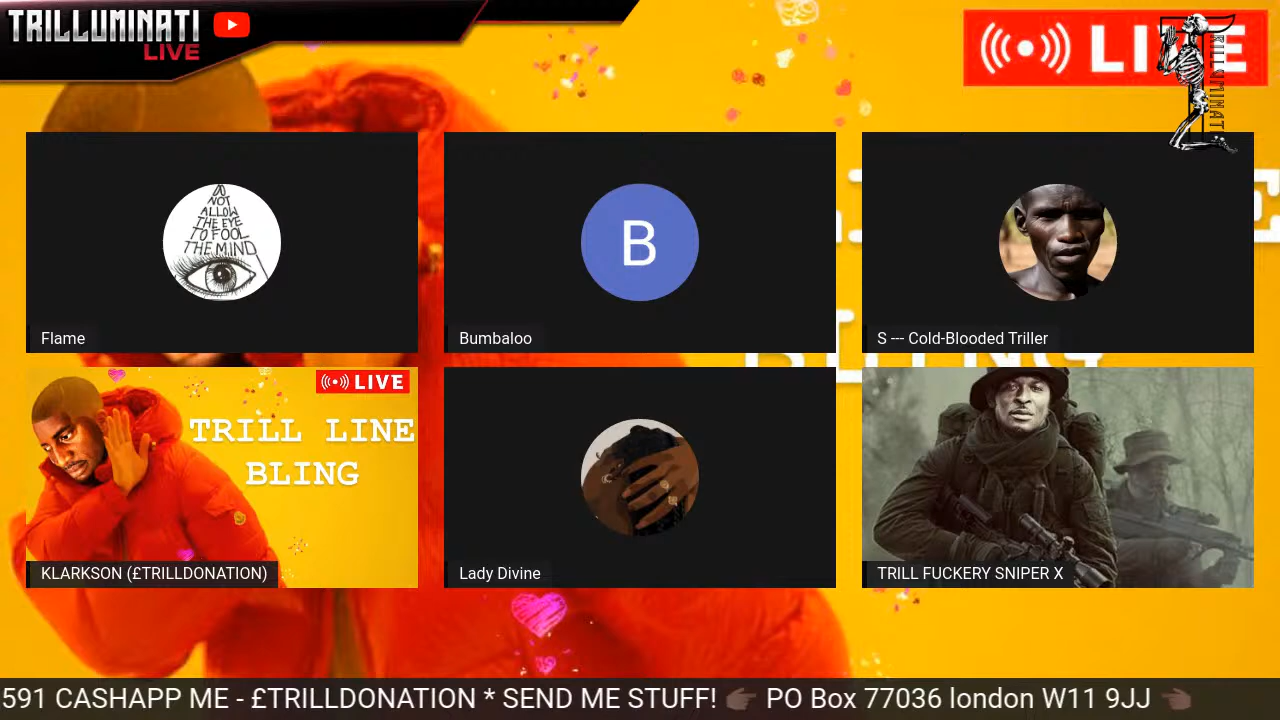 TRILLUMINATI
LIVE
LIVE
TRILLUMINATI
DO
NOT
ALLOW
THE EYE
TO FOOL
THE MIND
B
Flame
Bumbaloo
S --- Cold-Blooded Triller
LIVE
TRILL LINE
BLING
KLARKSON (£TRILLDONATION)
Lady Divine
TRILL FUCKERY SNIPER X
591 CASHAPP ME - £TRILLDONATION * SEND ME STUFF! 👉🏿 PO Box 77036 london W11 9JJ 👈🏿